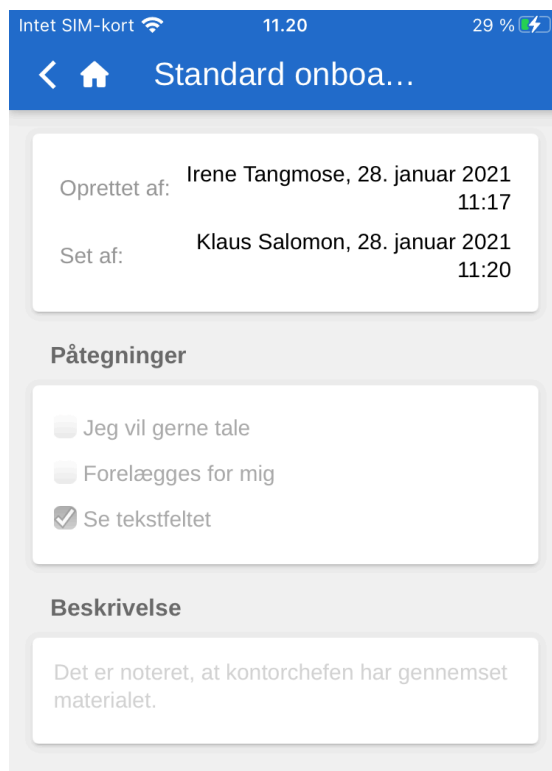 Intet SIM-kort 11.20 29 %
Standard onboa...
Oprettet af: Irene Tangmose, 28. januar 2021
11:17
Set af: Klaus Salomon, 28. januar 2021
11:20
Påtegninger
Jeg vil gerne tale
Forelægges for mig
Se tekstfeltet
Beskrivelse
Det er noteret, at kontorchefen har gennemset
materialet.